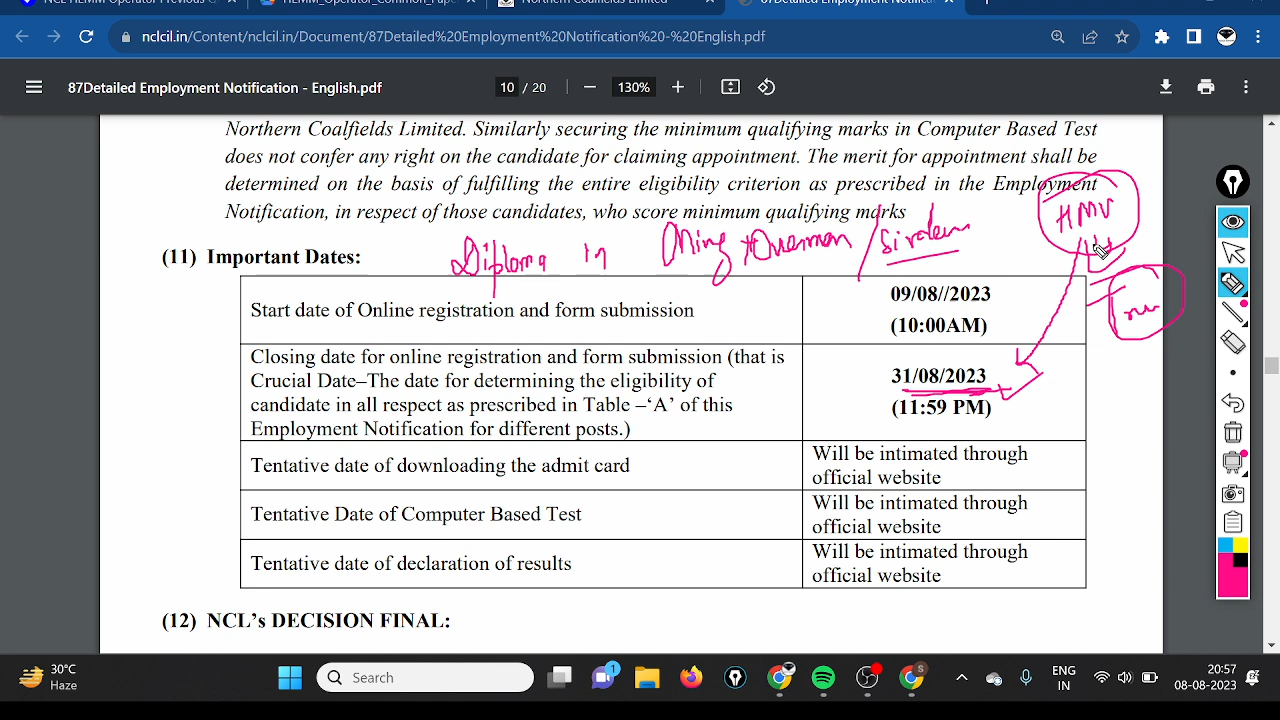 HEMM_Operator_Common_Pape
Northern Coalfields Limited
87Detailed Employment Notific
nclcil.in/Content/nclcil.in/Document/87Detailed%20Employment%20Notification%20-%20English.pdf
87Detailed Employment Notification - English.pdf
10 / 20
130%
Northern Coalfields Limited. Similarly securing the minimum qualifying marks in Computer Based Test
does not confer any right on the candidate for claiming appointment. The merit for appointment shall be
determined on the basis of fulfilling the entire eligibility criterion as prescribed in the Employment
Notification, in respect of those candidates, who score minimum qualifying marks
HMV
Diploma in
(11) Important Dates:
Start date of Online registration and form submission
09/08//2023
(10:00AM)
Closing date for online registration and form submission (that is
Crucial Date–The date for determining the eligibility of
candidate in all respect as prescribed in Table –‘A’ of this
Employment Notification for different posts.)
31/08/2023
(11:59 PM)
Tentative date of downloading the admit card
Will be intimated through
official website
Tentative Date of Computer Based Test
Will be intimated through
official website
Tentative date of declaration of results
Will be intimated through
official website
(12) NCL’s DECISION FINAL:
30°C
Haze
Search
1
S
ENG
IN
20:57
08-08-2023